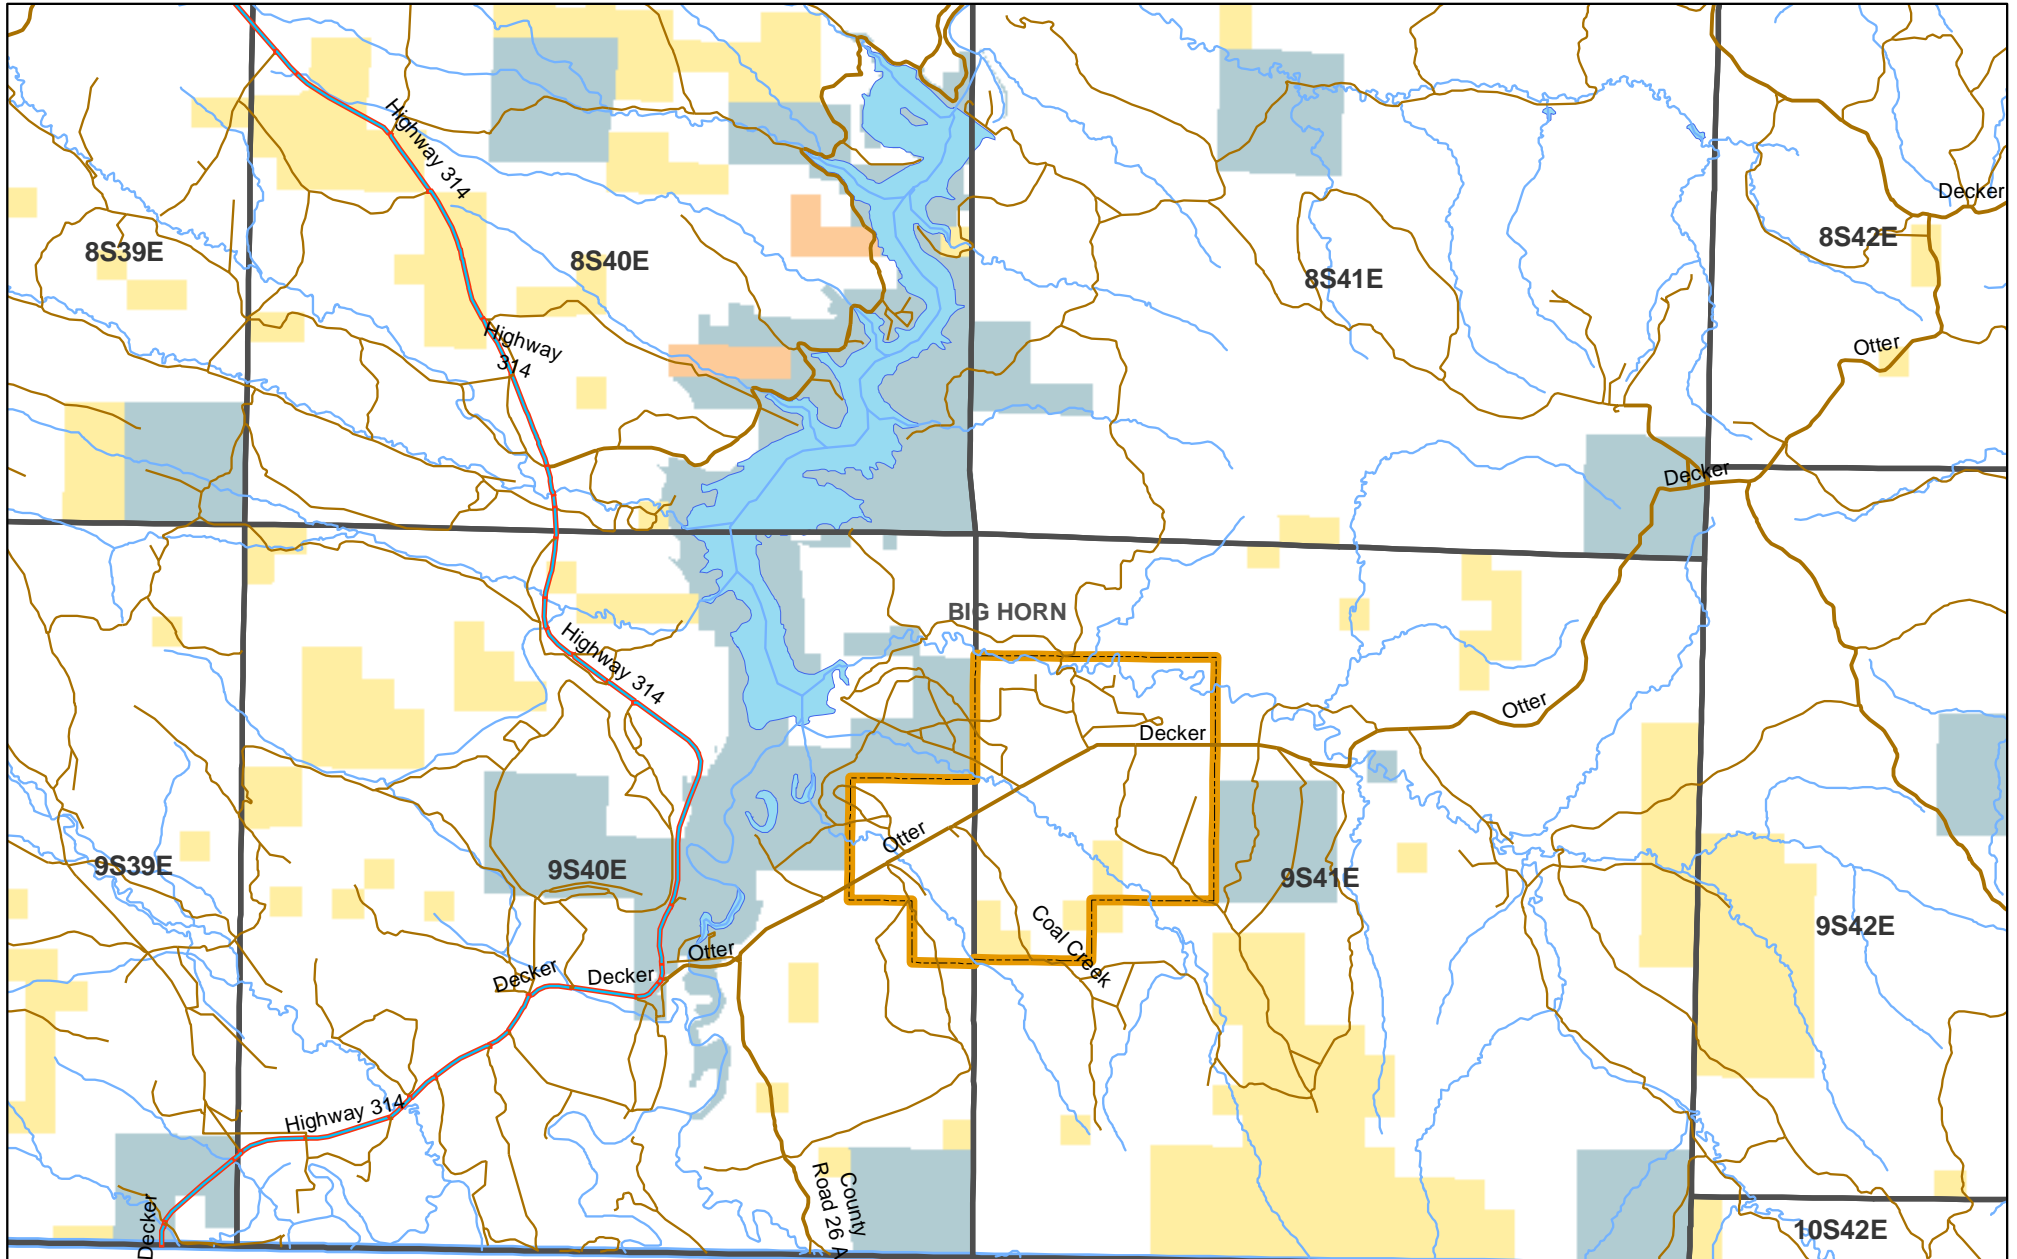 Highway 314
Decker
8S42E
8S39E
8S40E
8S41E
Highway
314
Otter
Decker
BIG HORN
Highway 314
Otter
Decker
Otter
9S39E
9S40E
9S41E
9S42E
Coal Creek
Otter
Decker
Decker
Highway 314
County
Road 26 A
Decker
10S42E